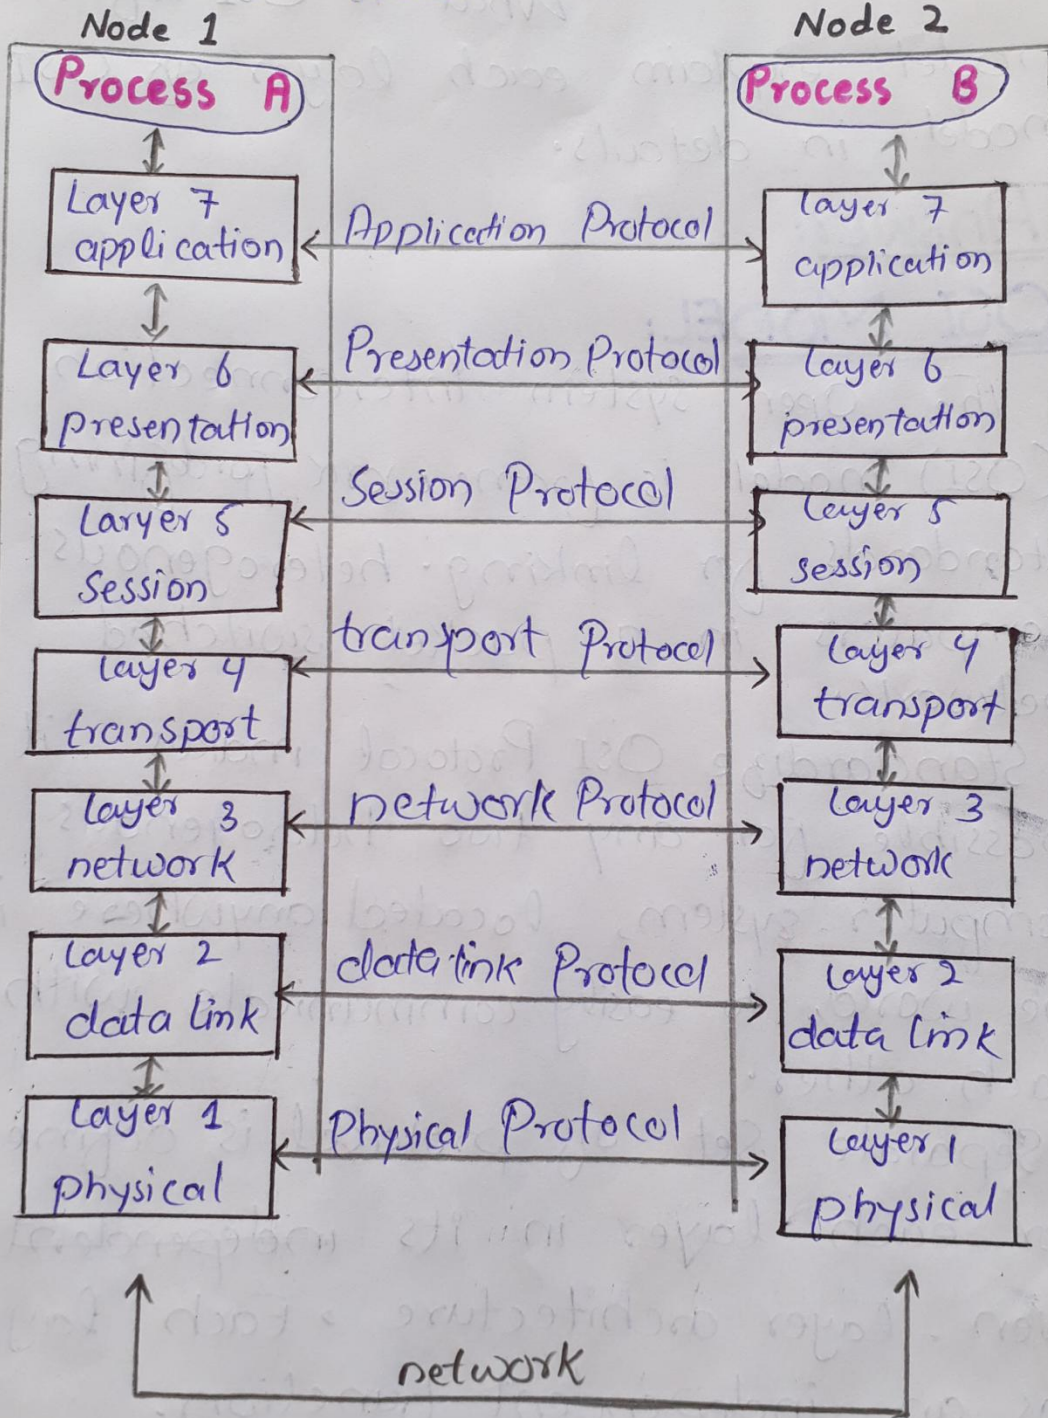 Node 1
Node 2
Process A
Process B
Layer 7
application
Application Protocol
layer 7
application
Layer 6
presentation
Presentation Protocol
layer 6
presentation
Laryer 5
Session
Session Protocol
Layer 5
session
Layer 4
transport
transport Protocol
Layer 4
transport
Layer 3
network
network Protocol
Layer 3
network
Layer 2
data link
data link Protocol
Layer 2
data link
Layer 1
physical
Physical Protocol
Layer 1
physical
network